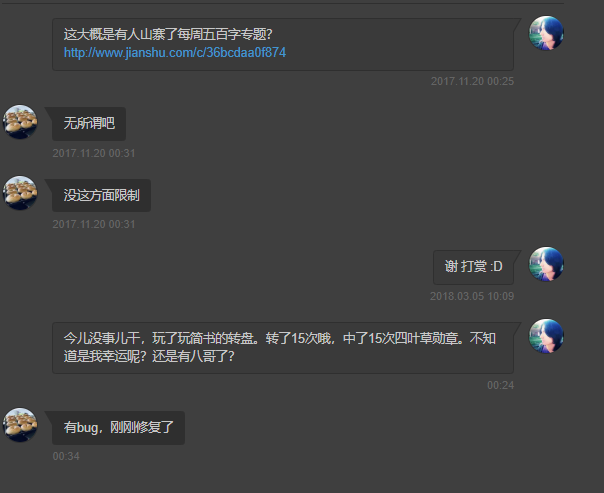 这大概是有人山寨了每周五百字专题?
http://www.jianshu.com/c/36bcdaa0f874
2017.11.20 00:25
无所谓吧
2017.11.20 00:31
没这方面限制
2017.11.20 00:31
谢 打赏 :D
2018.03.05 10:09
今儿没事儿干，玩了玩简书的转盘。转了15次哦，中了15次四叶草勋章。不知
道是我幸运呢？还是有八哥了?
00:24
有bug，刚刚修复了
00:34